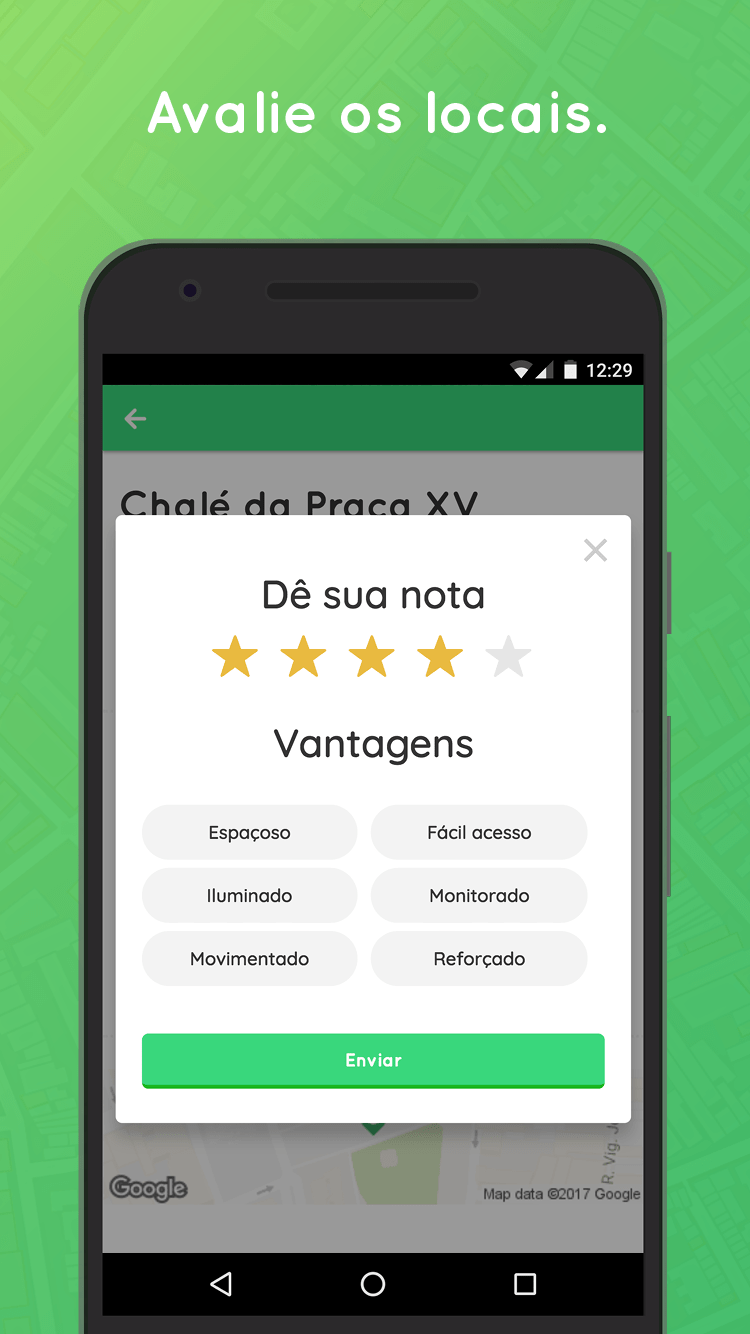 Avalie os locais.
12:29
Chalé da Praça XV
Dê sua nota
Vantagens
Espaçoso
Fácil acesso
Iluminado
Monitorado
Movimentado
Reforçado
Enviar
R. Vig.
Google
Map data ©2017 Google